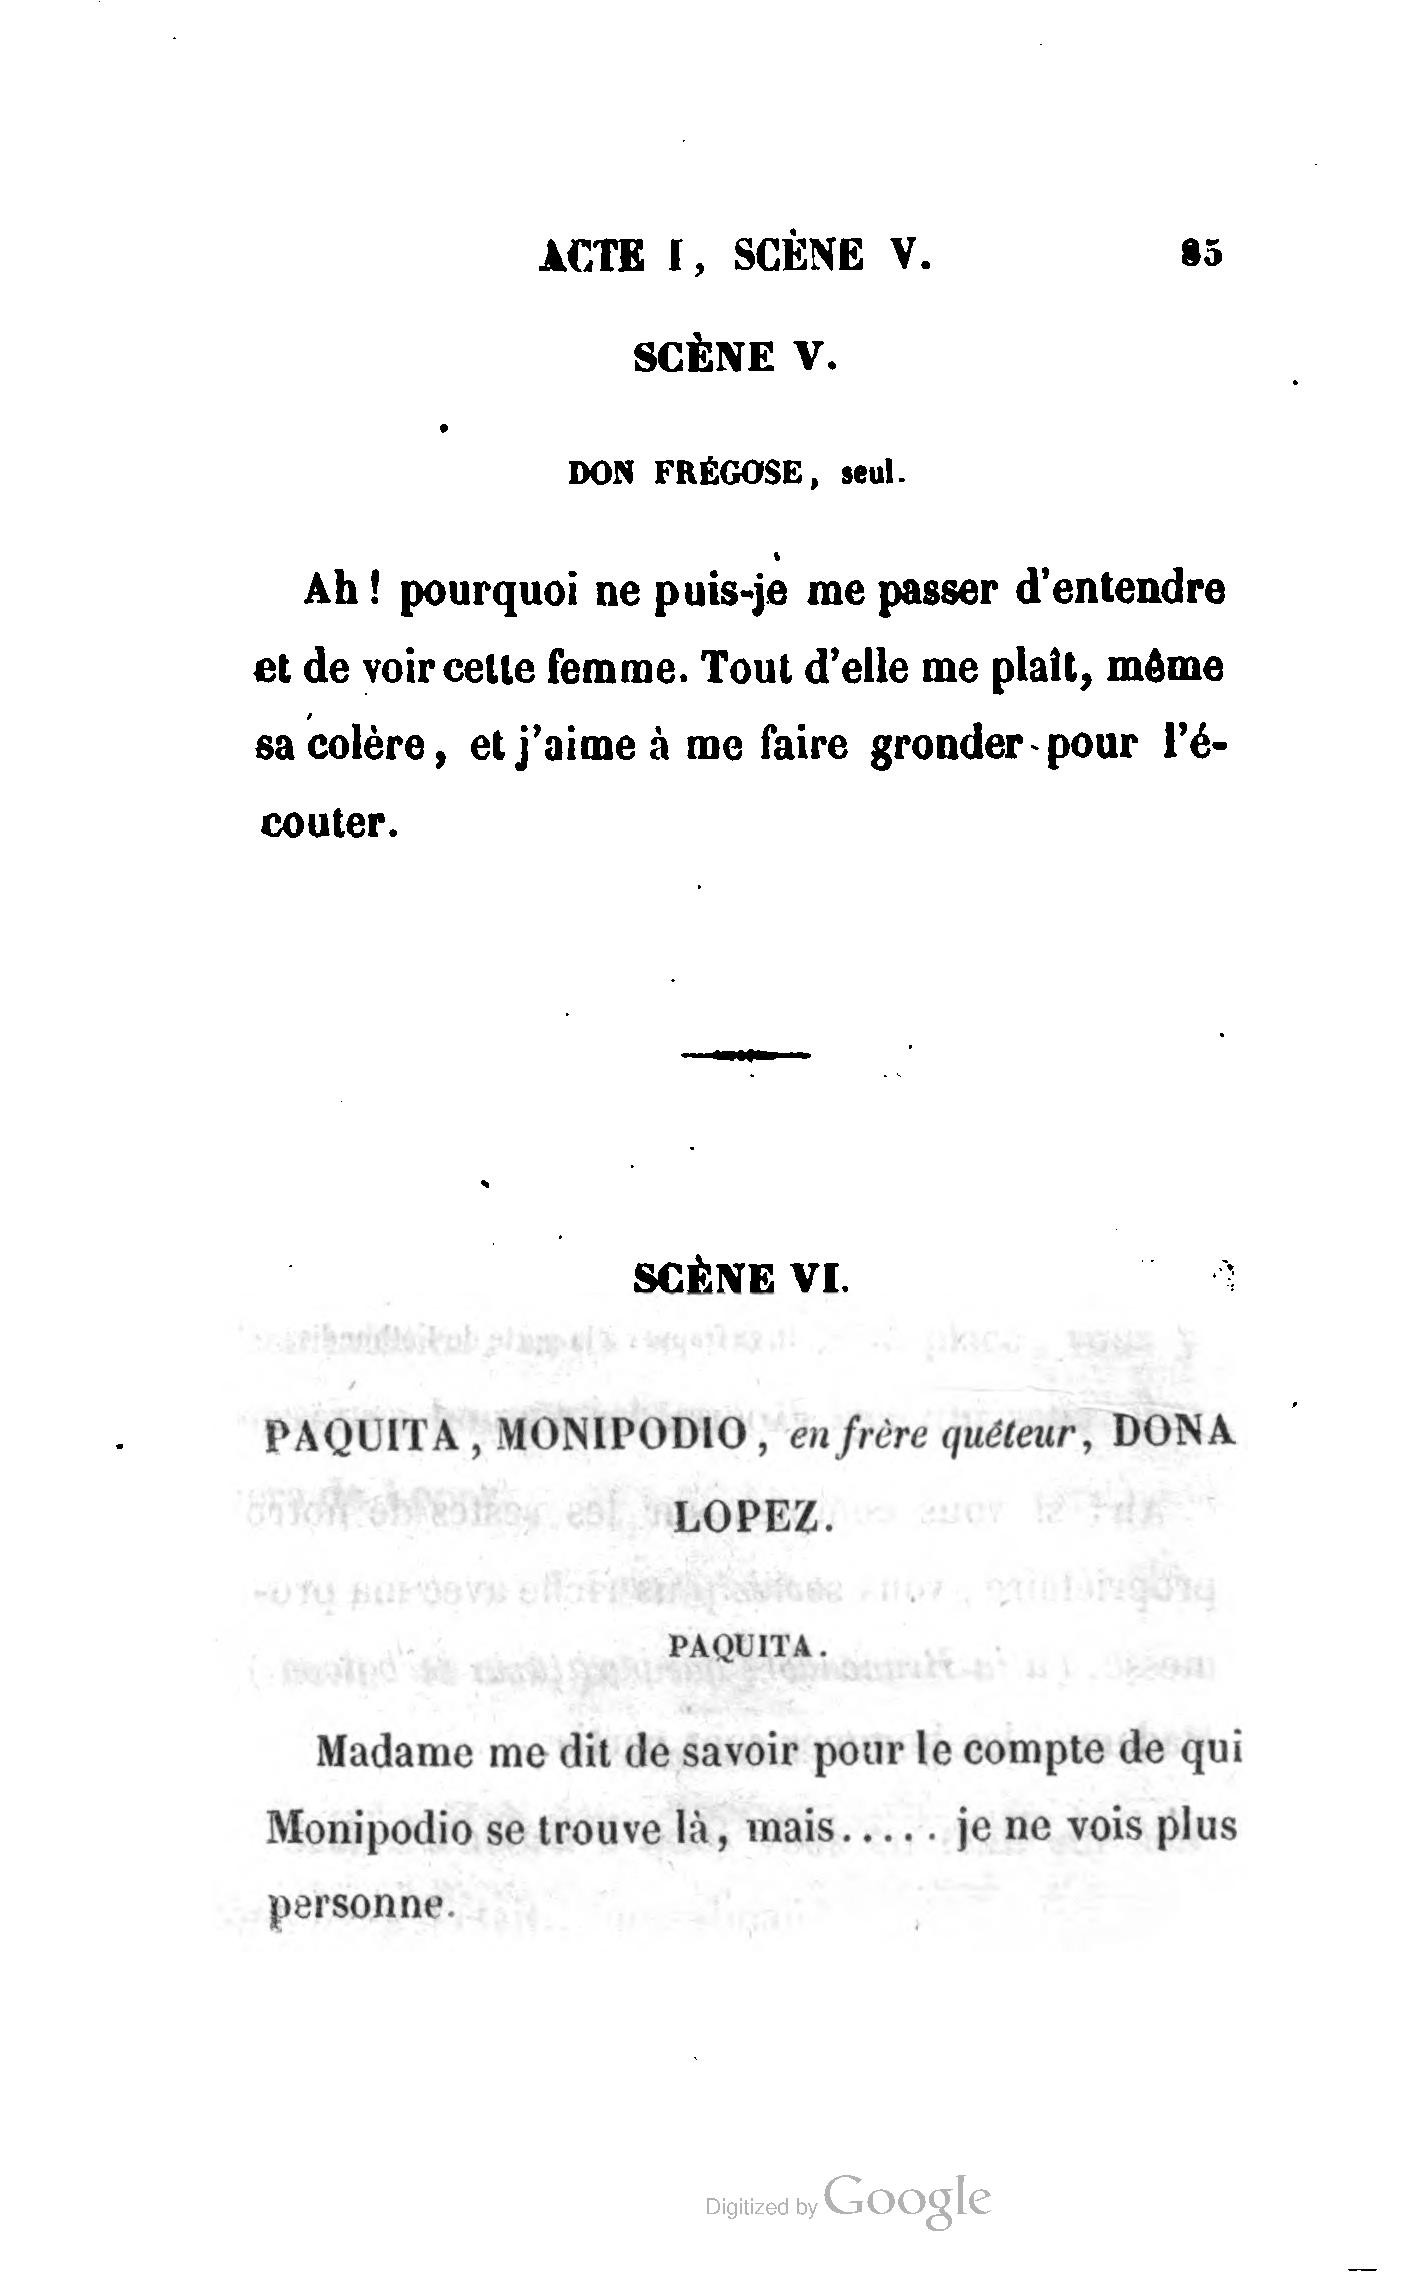 ACTE I, SCÈNE V. 85
SCÈNE V.
DON FRÉGOSE, seul.
Ah ! pourquoi ne puis-je me passer d'entendre
et de voir cette femme. Tout d'elle me plaît, même
sa colère, et j'aime à me faire gronder pour l'é-
couter.
SCÈNE VI.
PAQUITA, MONIPODIO, en frère quêteur, DONA
LOPEZ.
PAQUITA.
Madame me dit de savoir pour le compte de qui
Monipodio se trouve là, mais..... je ne vois plus
personne.
Digitized by Google